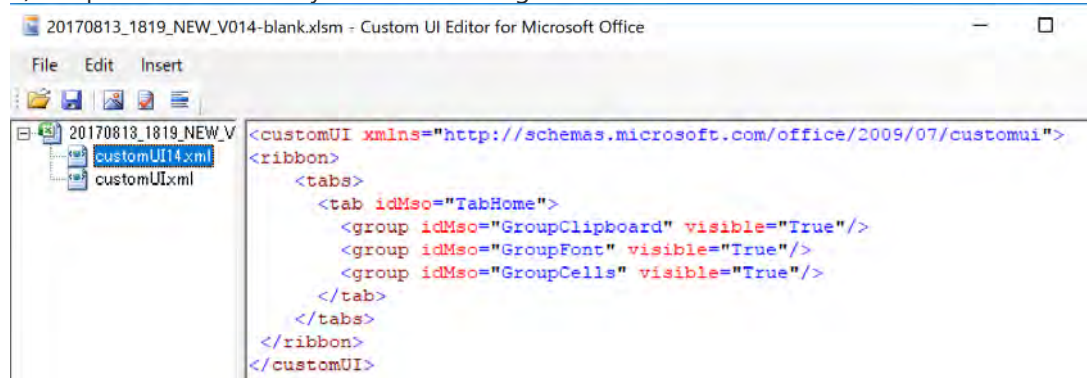 20170813_1819_NEW_V014-blank.xlsm - Custom UI Editor for Microsoft Office
File Edit Insert
20170813_1819_NEW_V
customUI14.xml
customUI.xml
<customUI xmlns="http://schemas.microsoft.com/office/2009/07/customui">
<ribbon>
<tabs>
<tab idMso="TabHome">
<group idMso="GroupClipboard" visible="True"/>
<group idMso="GroupFont" visible="True"/>
<group idMso="GroupCells" visible="True"/>
</tab>
</tabs>
</ribbon>
</customUI>